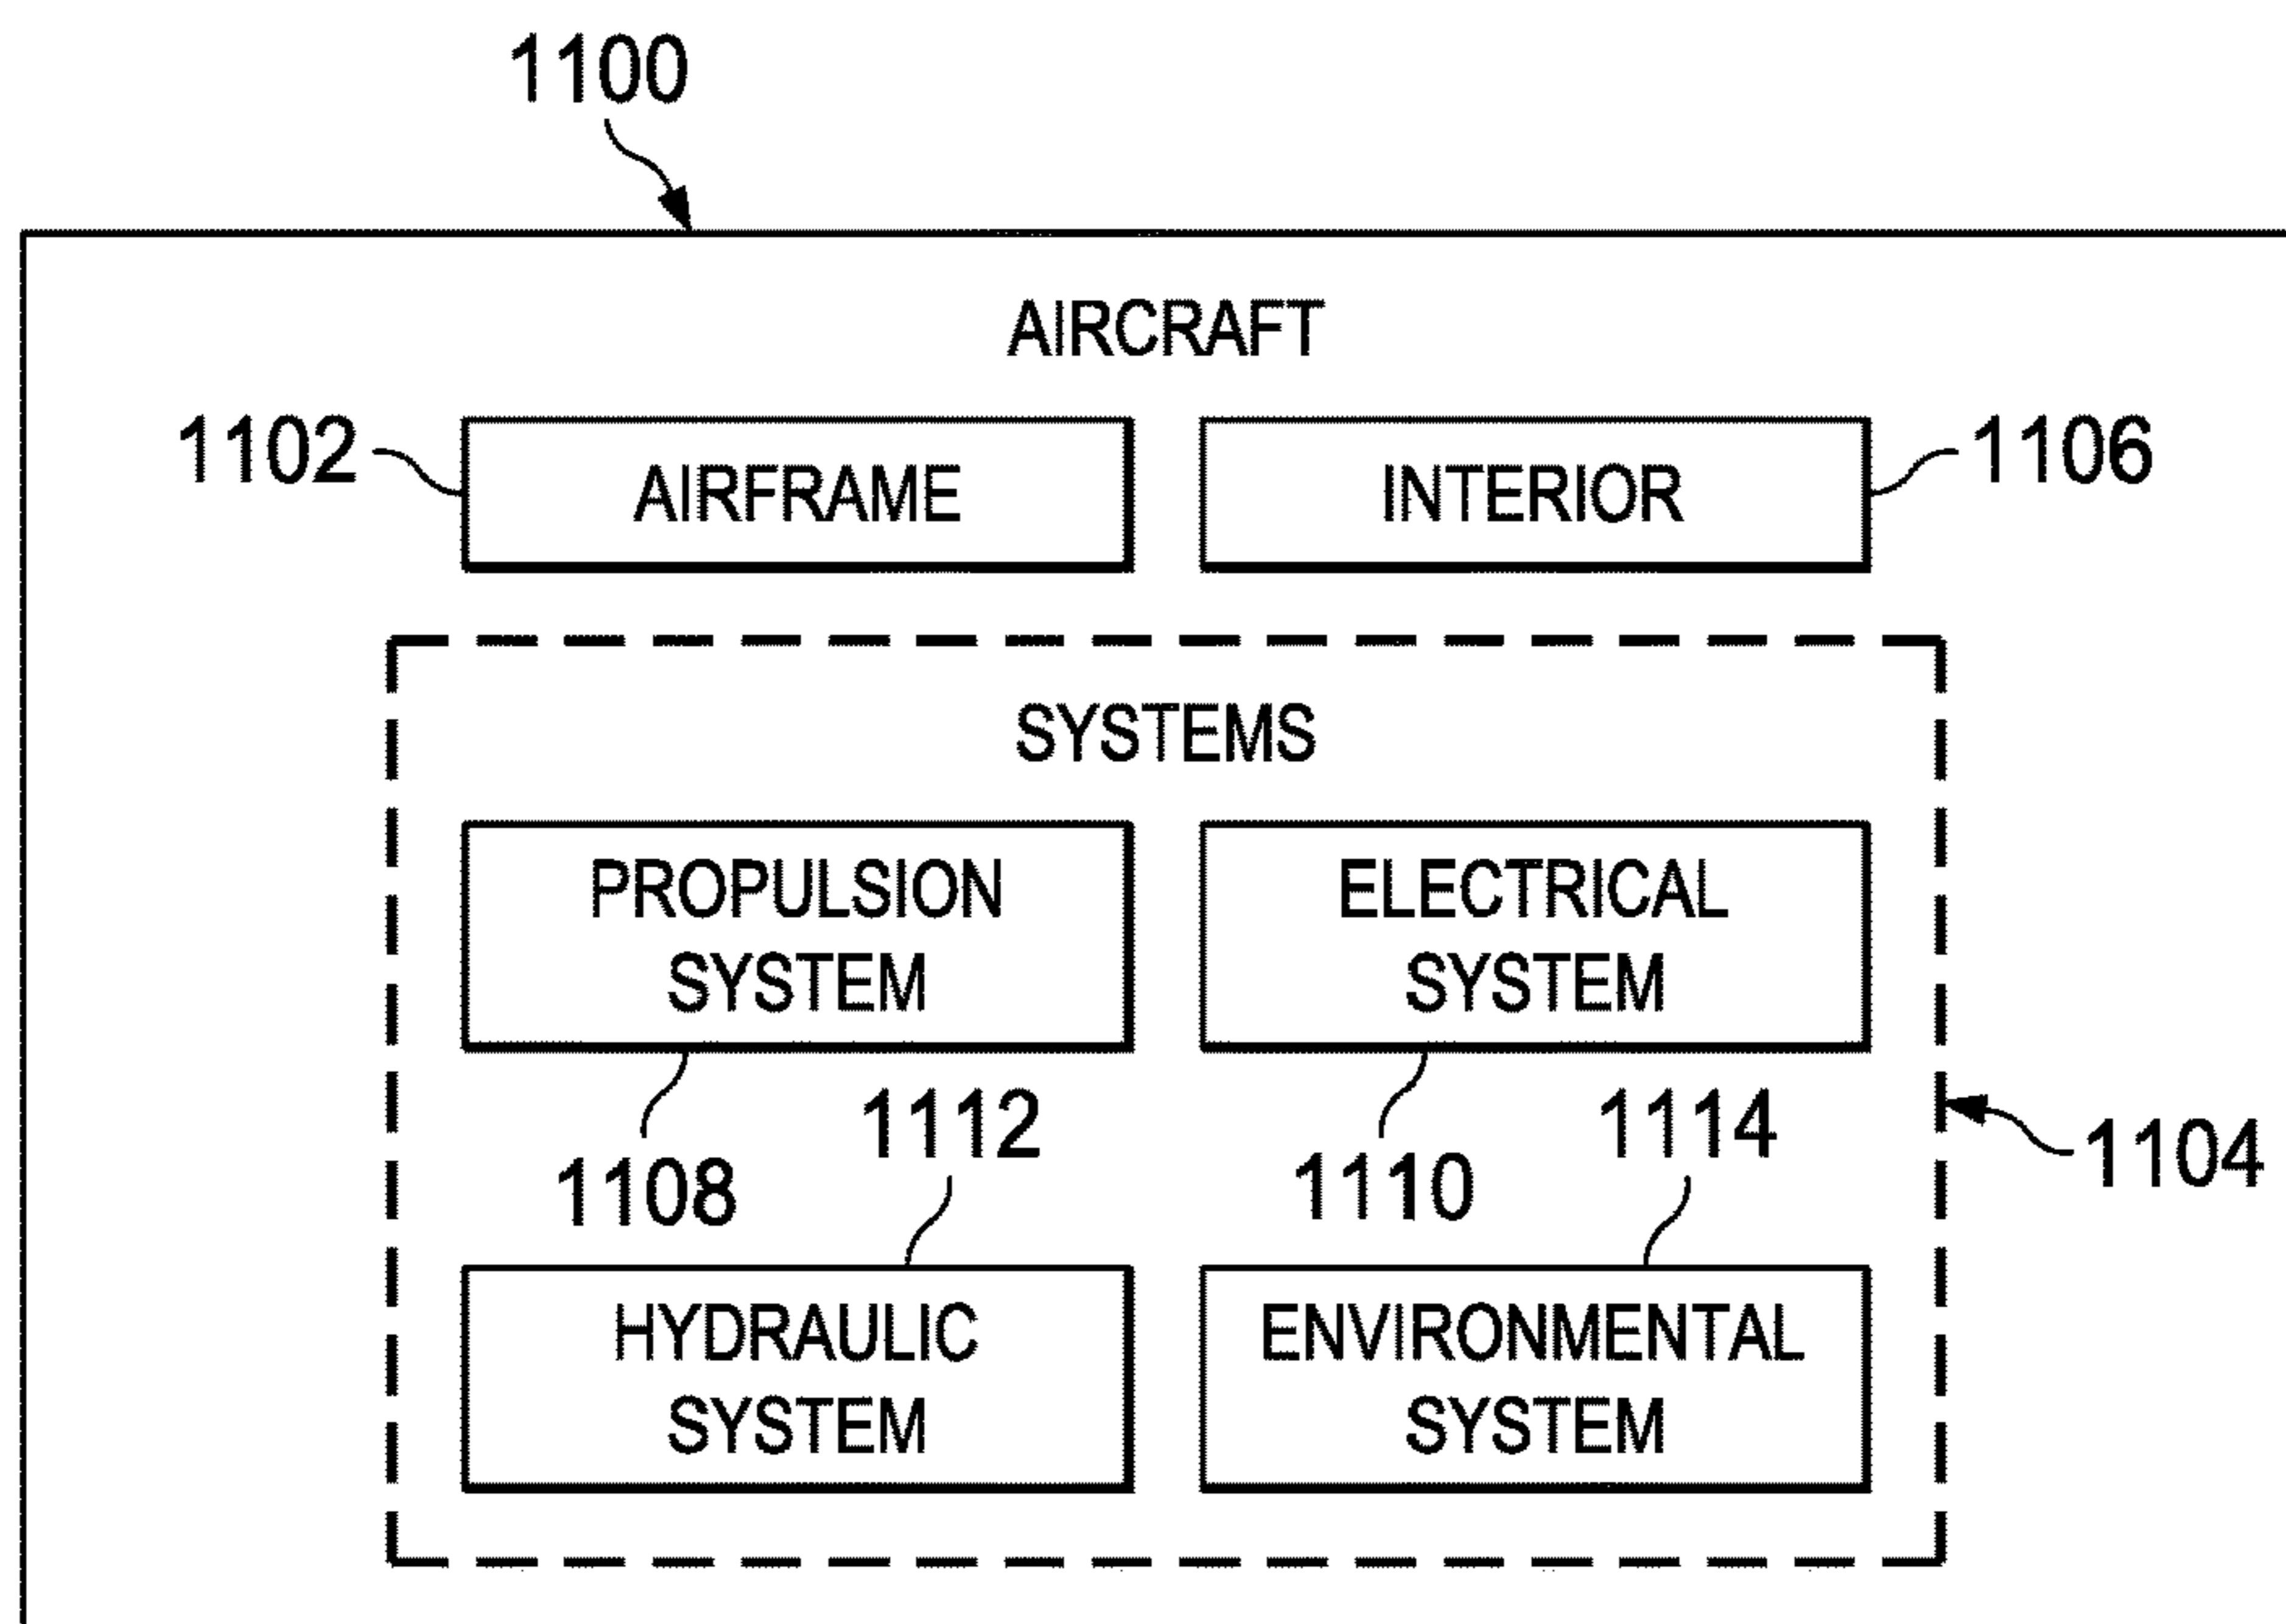 1100
AIRCRAFT
1102
AIRFRAME
INTERIOR
1106
SYSTEMS
PROPULSION
SYSTEM
ELECTRICAL
SYSTEM
1108
1112
1110
1114
1104
HYDRAULIC
SYSTEM
ENVIRONMENTAL
SYSTEM